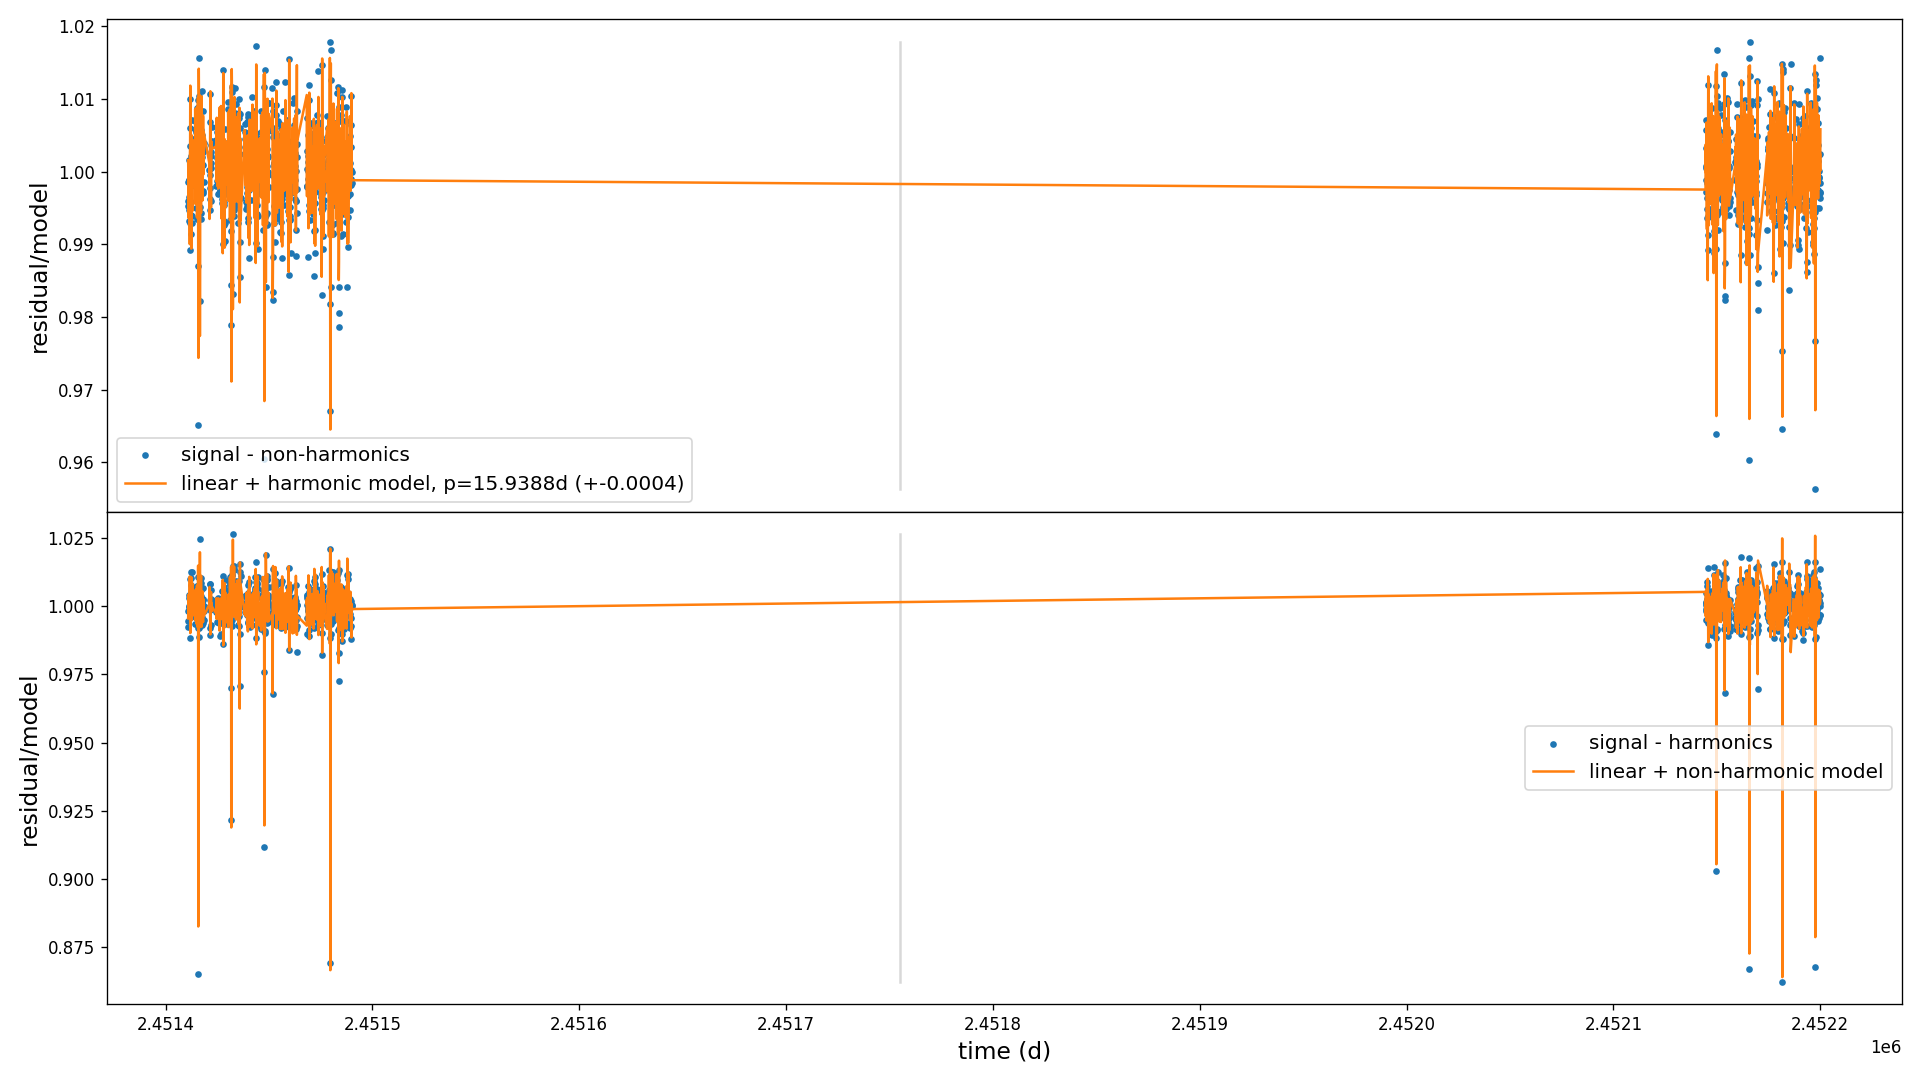 1.02
1.01
1.00
0.99
0.98
0.97
0.96
residual/model
signal - non-harmonics
linear + harmonic model, p=15.9388d (+-0.0004)
1.025
1.000
0.975
0.950
0.925
0.900
0.875
residual/model
signal - harmonics
linear + non-harmonic model
2.4514
2.4515
2.4516
2.4517
2.4518
2.4519
2.4520
2.4521
2.4522
time (d)
1e6